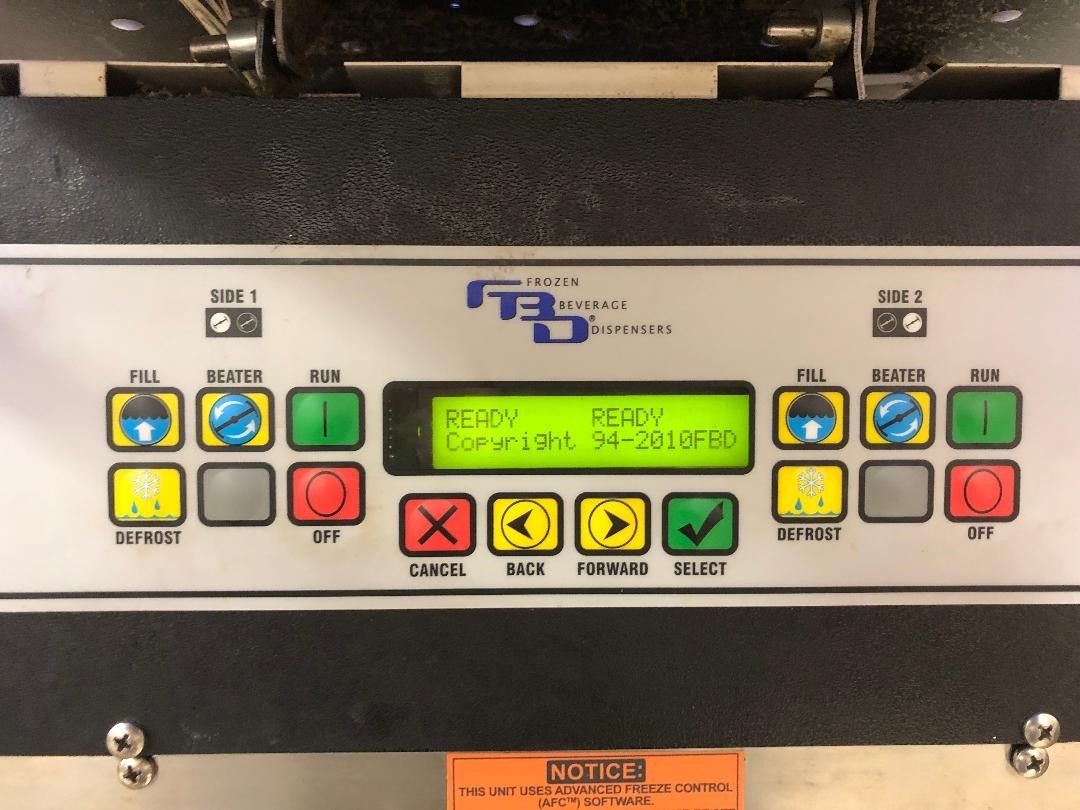 SIDE 1
FROZEN
BEVERAGE
DISPENSERS
FBD®
SIDE 2
FILL BEATER RUN
FILL BEATER RUN
READY READY
Copyright 94-2010FBD
DEFROST OFF
DEFROST OFF
CANCEL BACK FORWARD SELECT
NOTICE:
THIS UNIT USES ADVANCED FREEZE CONTROL
(AFC™) SOFTWARE.